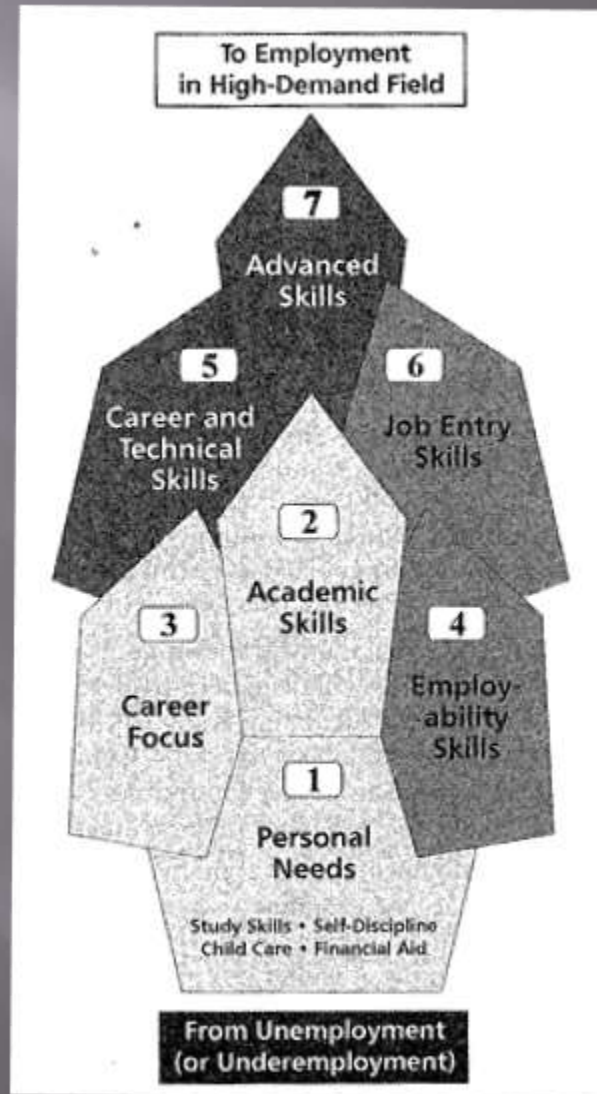 To Employment
in High-Demand Field
7
Advanced
Skills
5
Career and
Technical
Skills
6
Job Entry
Skills
2
Academic
Skills
3
Career
Focus
4
Employ-
ability
Skills
1
Personal
Needs
Study Skills • Self-Discipline
Child Care • Financial Aid
From Unemployment
(or Underemployment)